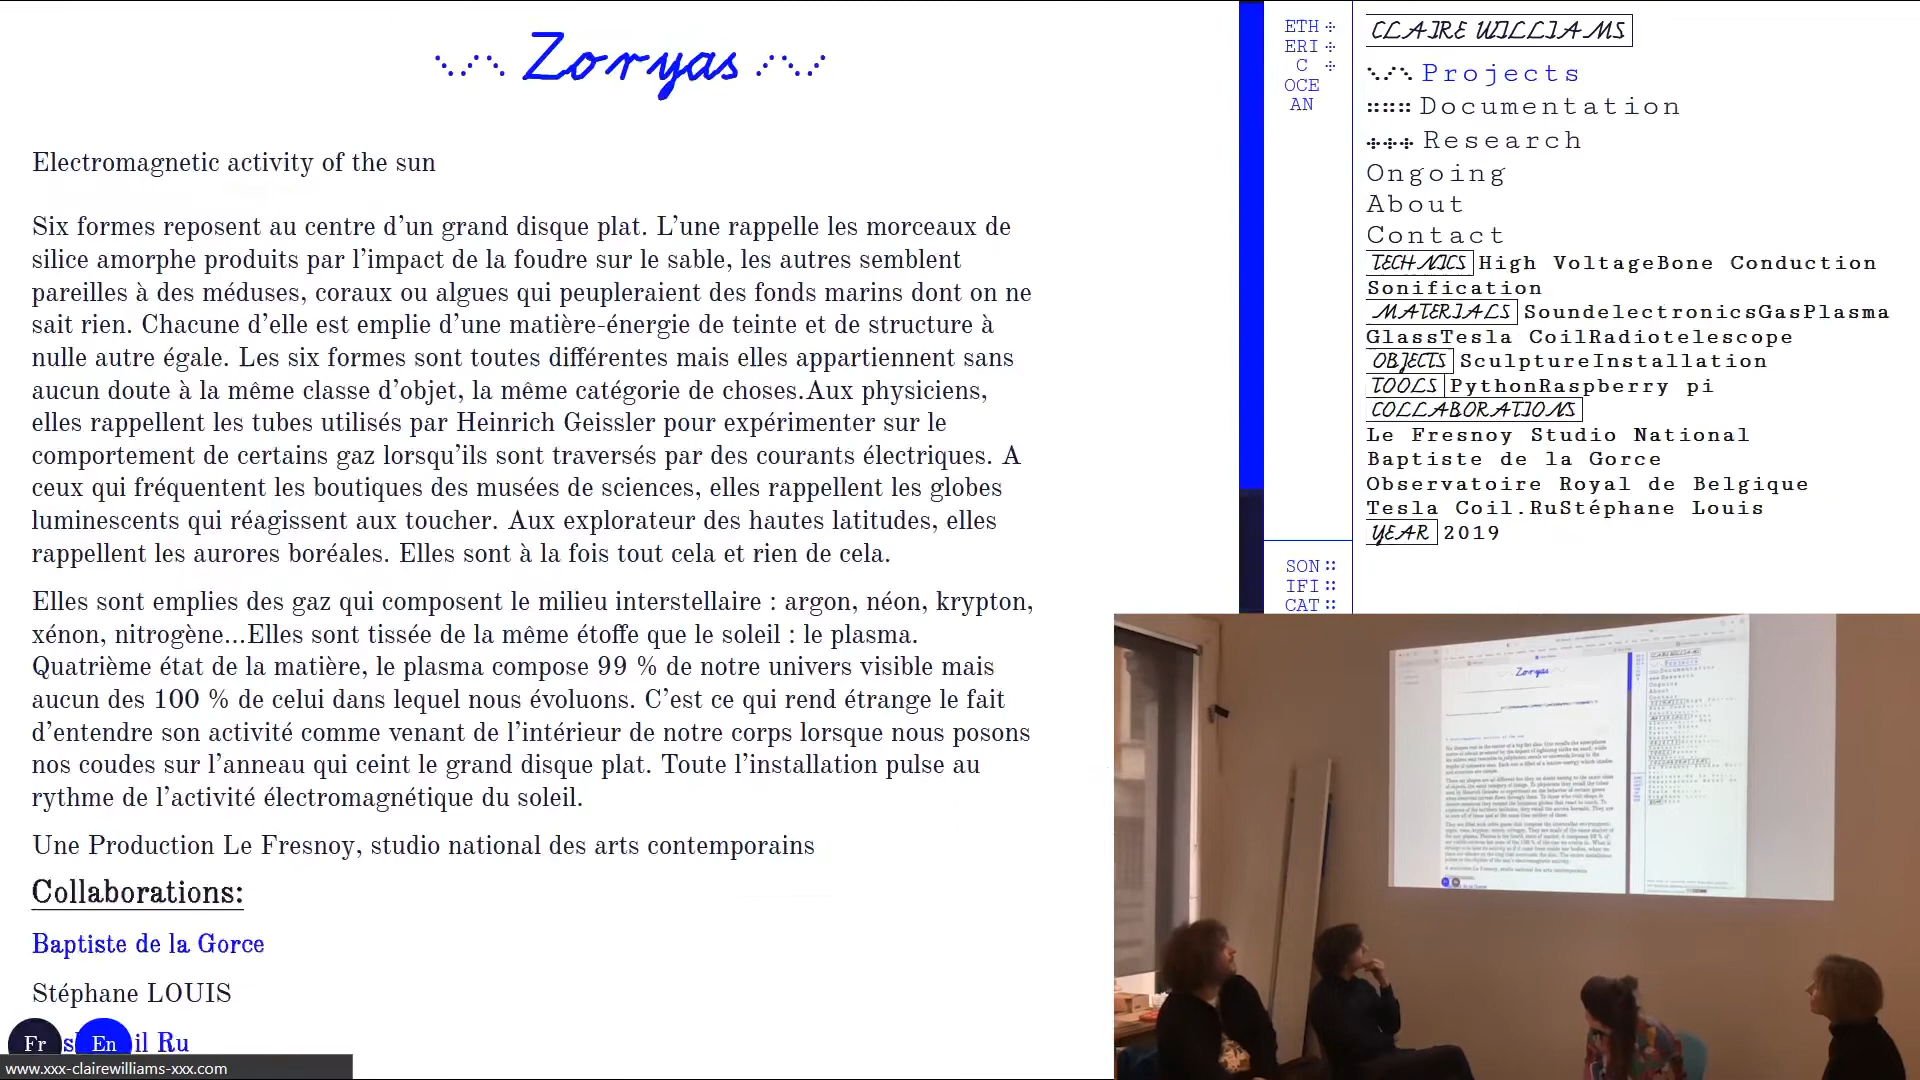 Zoryas
Electromagnetic activity of the sun
Six formes reposent au centre d'un grand disque plat. L'une rappelle les morceaux de
silice amorphe produits par l'impact de la foudre sur le sable, les autres semblent
pareilles à des méduses, coraux ou algues qui peupleraient des fonds marins dont on ne
sait rien. Chacune d'elle est emplie d'une matière-énergie de teinte et de structure à
nulle autre égale. Les six formes sont toutes différentes mais elles appartiennent sans
aucun doute à la même classe d'objet, la même catégorie de choses.Aux physiciens,
elles rappellent les tubes utilisés par Heinrich Geissler pour expérimenter sur le
comportement de certains gaz lorsqu'ils sont traversés par des courants électriques. A
ceux qui fréquentent les boutiques des musées de sciences, elles rappellent les globes
luminescents qui réagissent aux toucher. Aux explorateur des hautes latitudes, elles
rappellent les aurores boréales. Elles sont à la fois tout cela et rien de cela.
Elles sont emplies des gaz qui composent le milieu interstellaire : argon, néon, krypton,
xénon, nitrogène...Elles sont tissée de la même étoffe que le soleil : le plasma.
Quatrième état de la matière, le plasma compose 99 % de notre univers visible mais
aucun des 100 % de celui dans lequel nous évoluons. C'est ce qui rend étrange le fait
d'entendre son activité comme venant de l'intérieur de notre corps lorsque nous posons
nos coudes sur l'anneau qui ceint le grand disque plat. Toute l'installation pulse au
rythme de l'activité électromagnétique du soleil.
Une Production Le Fresnoy, studio national des arts contemporains
Collaborations:
Baptiste de la Gorce
Stéphane LOUIS
Fr s En il Ru
www.xxx-clairewilliams-xxx.com
ETH
ERI
C
OCE
AN
SON
IFI
CAT
CLAIRE WILLIAMS
Projects
Documentation
Research
Ongoing
About
Contact
TECHNICS High VoltageBone Conduction
Sonification
MATERIALS SoundelectronicsGasPlasma
GlassTesla CoilRadiotelescope
OBJECTS SculptureInstallation
TOOLS PythonRaspberry pi
COLLABORATIONS
Le Fresnoy Studio National
Baptiste de la Gorce
Observatoire Royal de Belgique
Tesla Coil.RuStéphane Louis
YEAR 2019
Zoryas